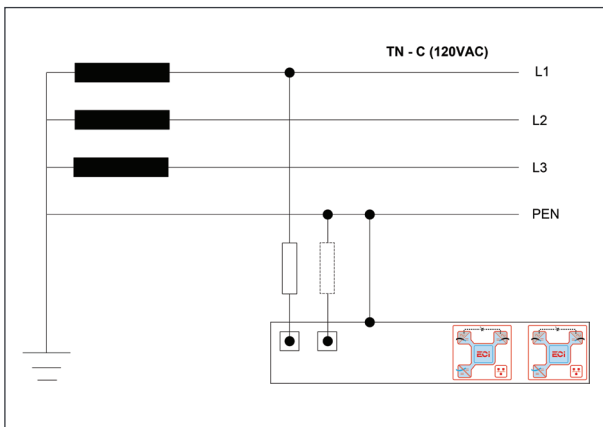 TN - C (120VAC)
L1
L2
L3
PEN
ECI
ECI